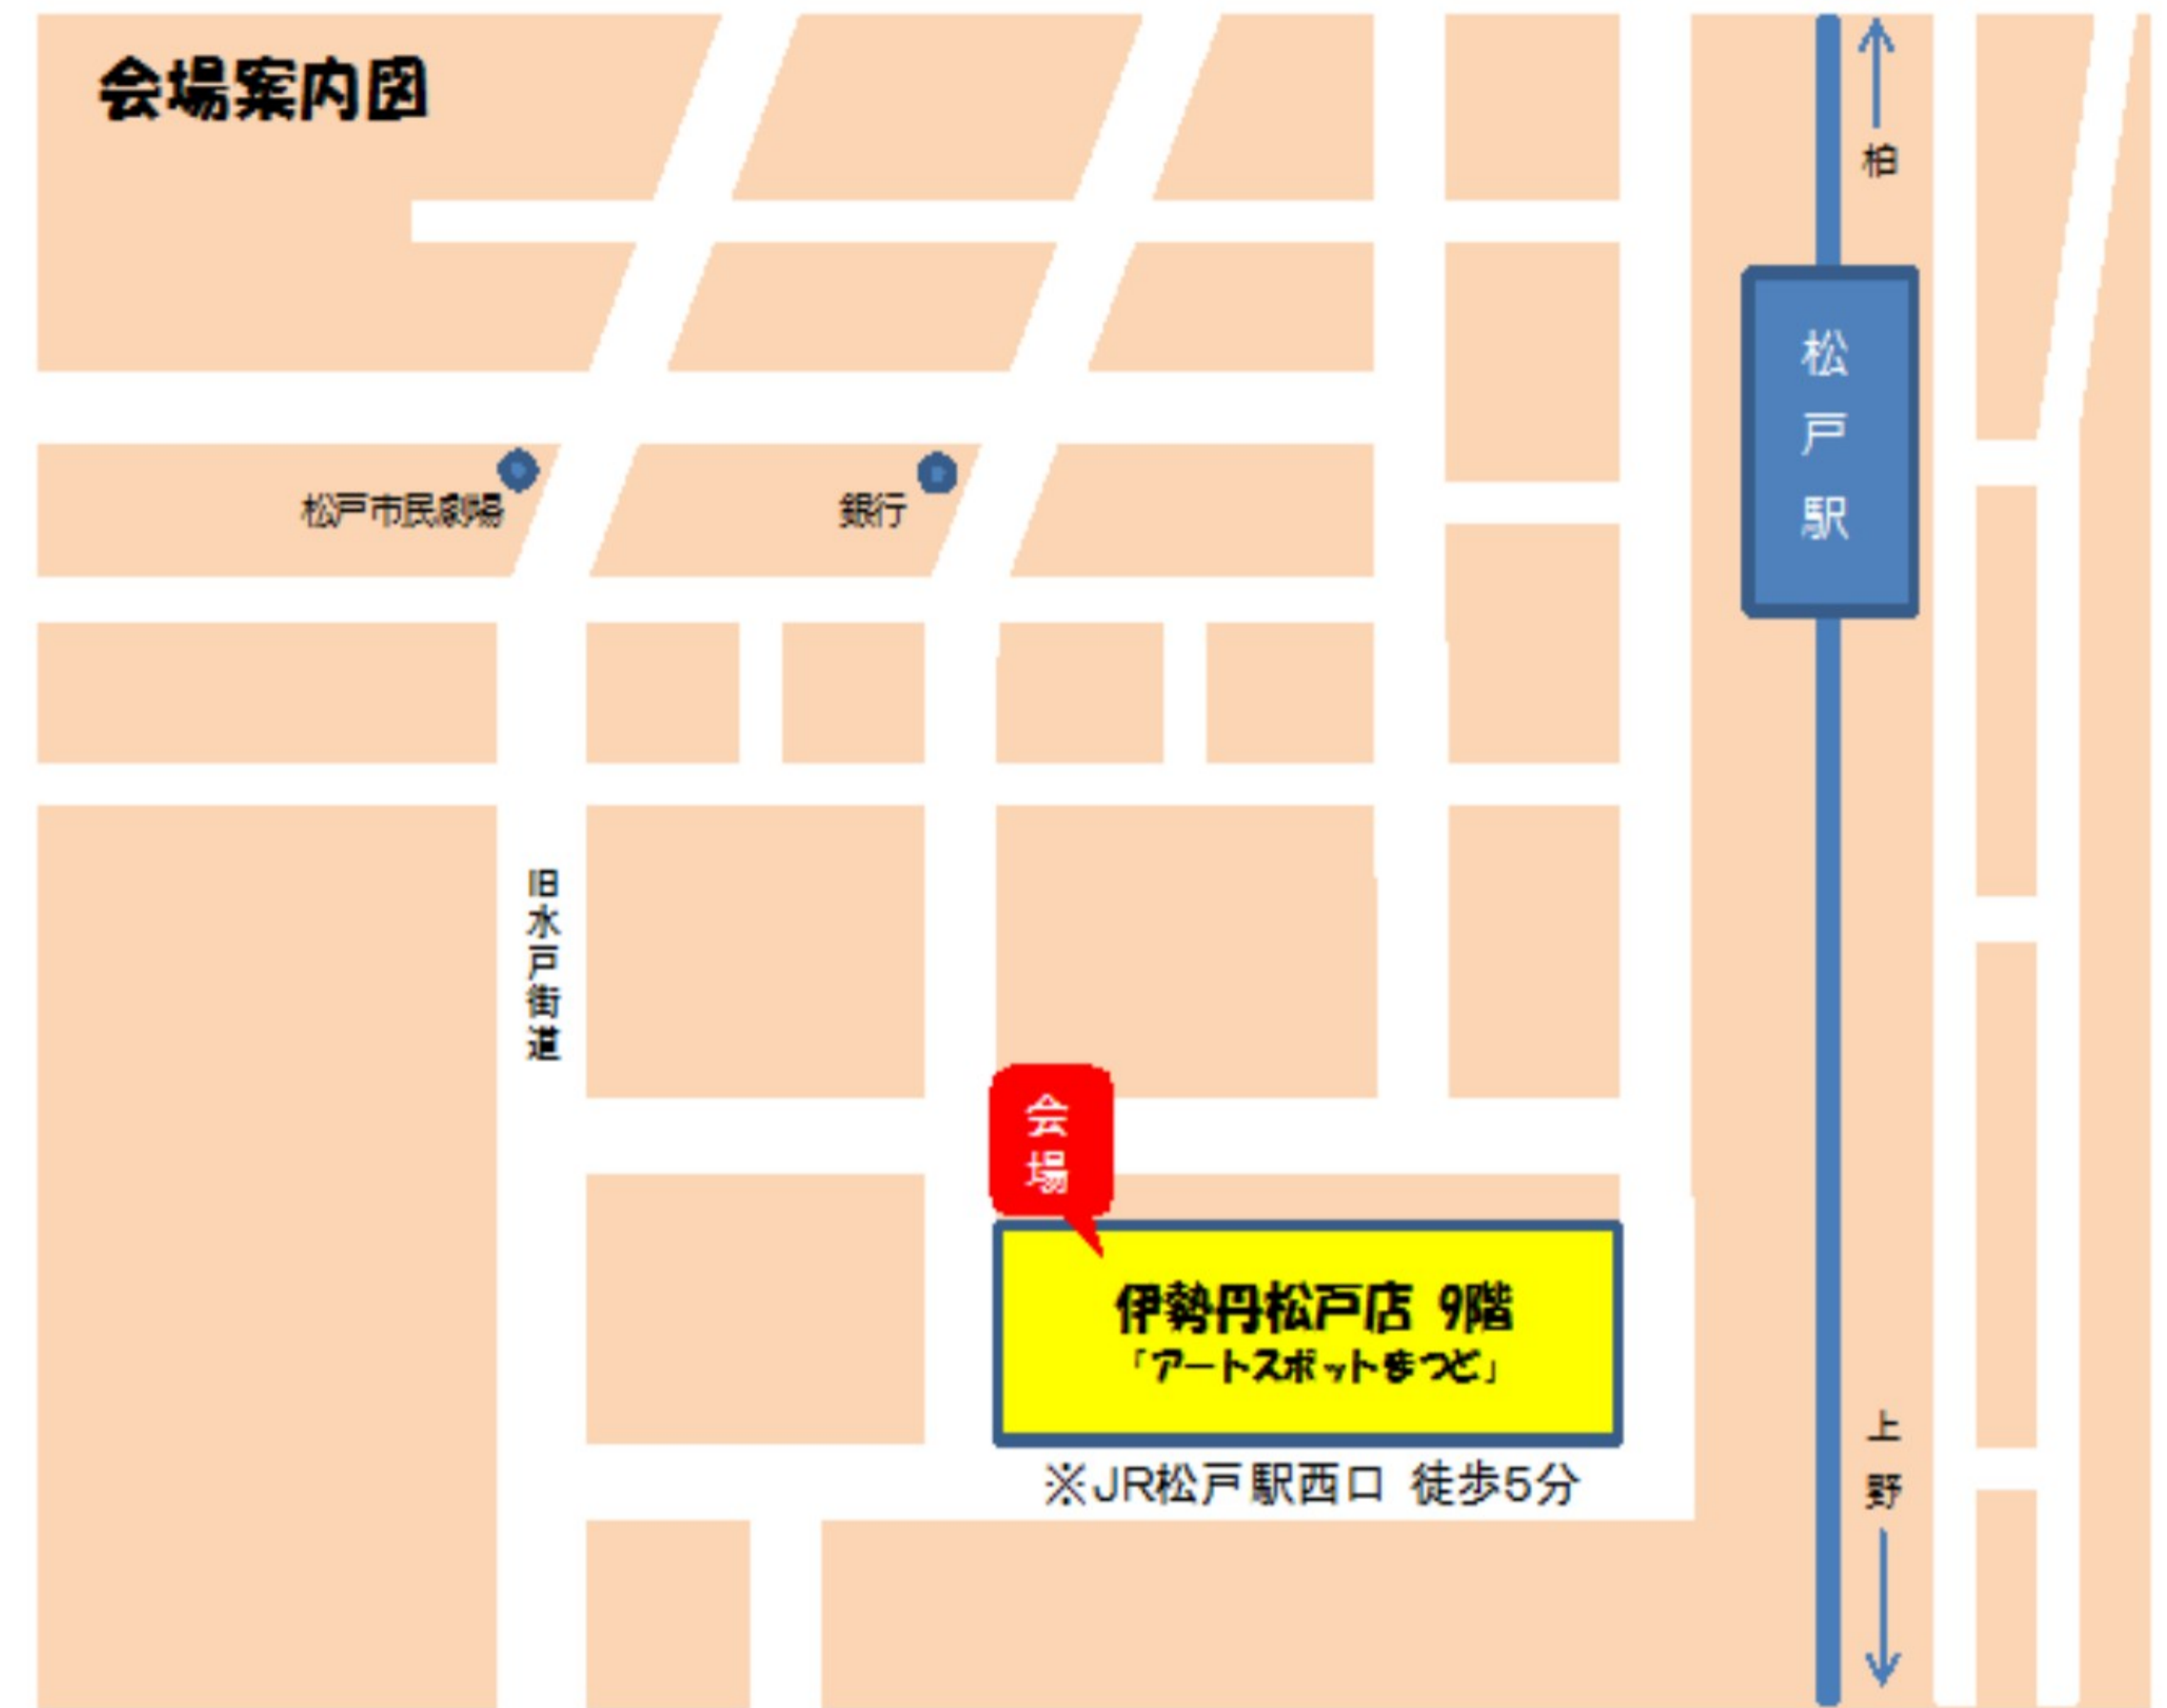 会場案内図
柏
松戸駅
松戸市民劇場
銀行
旧水戸街道
会場
伊勢丹松戸店 9階
「アートスポットまつど」
※JR松戸駅西口 徒歩5分
上野